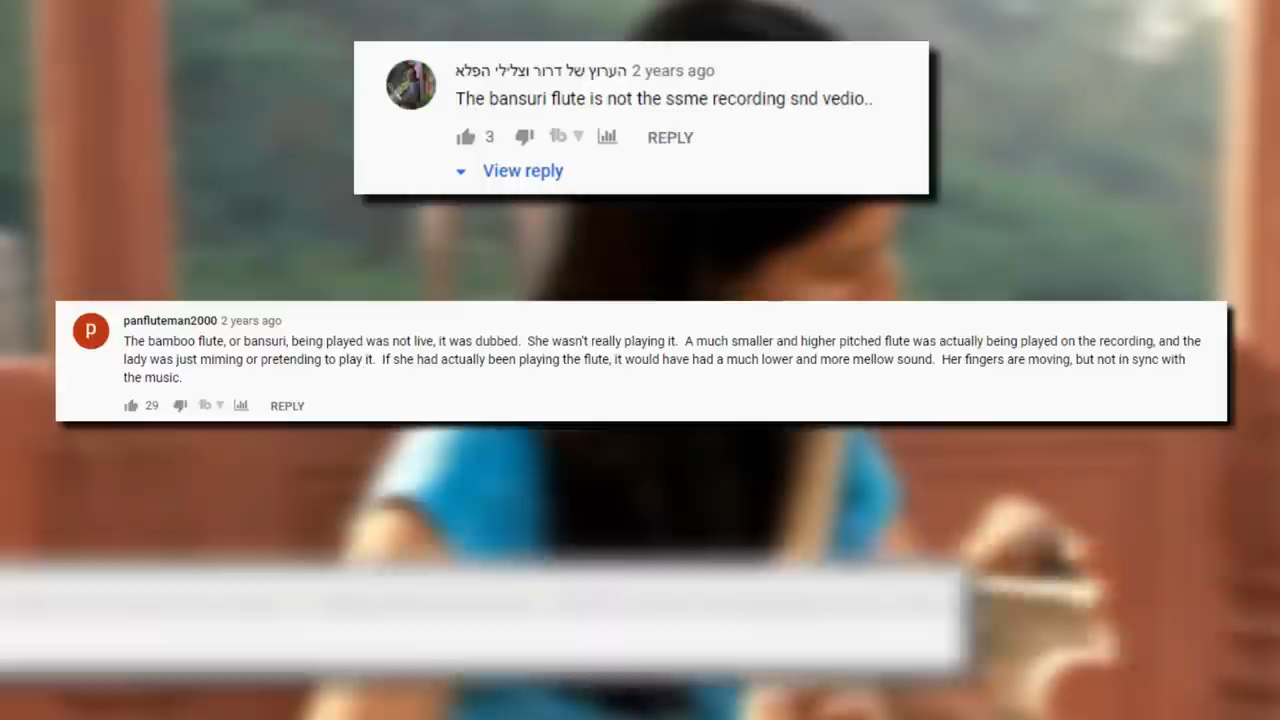 הערוץ של דרור וצלילי הפלא 2 years ago
The bansuri flute is not the ssme recording snd vedio..
3 REPLY
View reply
p
panfluteman2000 2 years ago
The bamboo flute, or bansuri, being played was not live, it was dubbed. She wasn't really playing it. A much smaller and higher pitched flute was actually being played on the recording, and the
lady was just miming or pretending to play it. If she had actually been playing the flute, it would have had a much lower and more mellow sound. Her fingers are moving, but not in sync with
the music.
29 REPLY